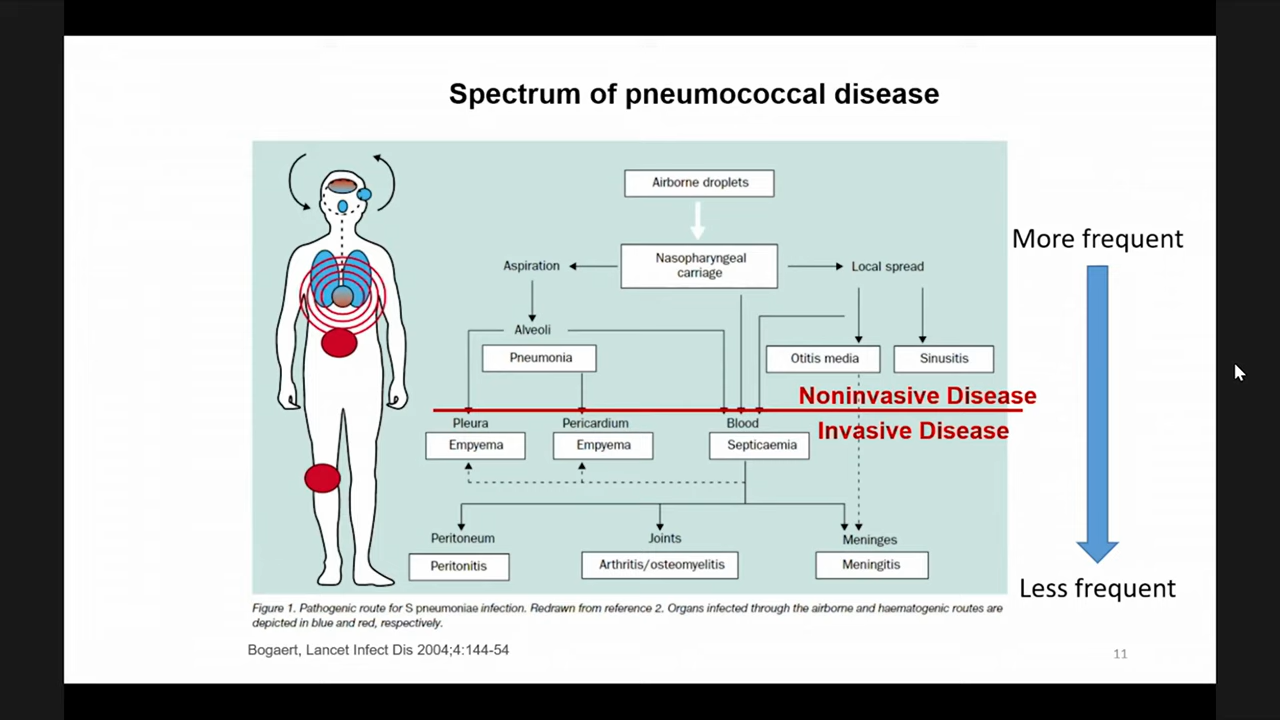 Spectrum of pneumococcal disease
Airborne droplets
Nasopharyngeal
carriage
Aspiration
Local spread
More frequent
Alveoli
Pneumonia
Otitis media
Sinusitis
Noninvasive Disease
Invasive Disease
Pleura
Pericardium
Blood
Empyema
Empyema
Septicaemia
Peritoneum
Joints
Meninges
Peritonitis
Arthritis/osteomyelitis
Meningitis
Less frequent
Figure 1. Pathogenic route for S pneumoniae infection. Redrawn from reference 2. Organs infected through the airborne and haematogenic routes are
depicted in blue and red, respectively.
Bogaert, Lancet Infect Dis 2004;4:144-54
11